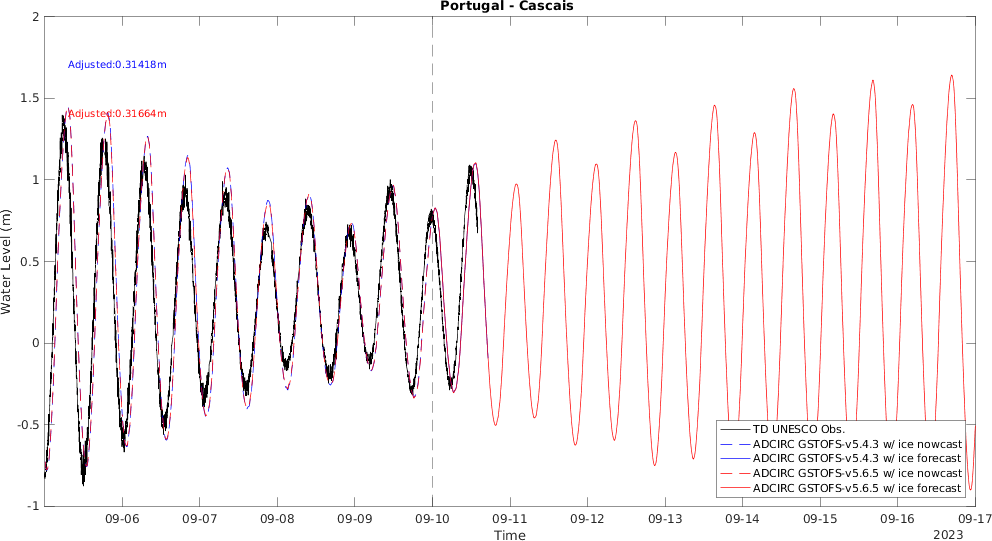 Portugal - Cascais
2
1.5
1
0.5
0
-0.5
-1
Water Level (m)
Adjusted:0.31418m
Adjusted:0.31664m
TD UNESCO Obs.
ADCIRC GSTOFS-v5.4.3 w/ ice nowcast
ADCIRC GSTOFS-v5.4.3 w/ ice forecast
ADCIRC GSTOFS-v5.6.5 w/ ice nowcast
ADCIRC GSTOFS-v5.6.5 w/ ice forecast
09-06 09-07 09-08 09-09 09-10 09-11 09-12 09-13 09-14 09-15 09-16 09-17
Time
2023